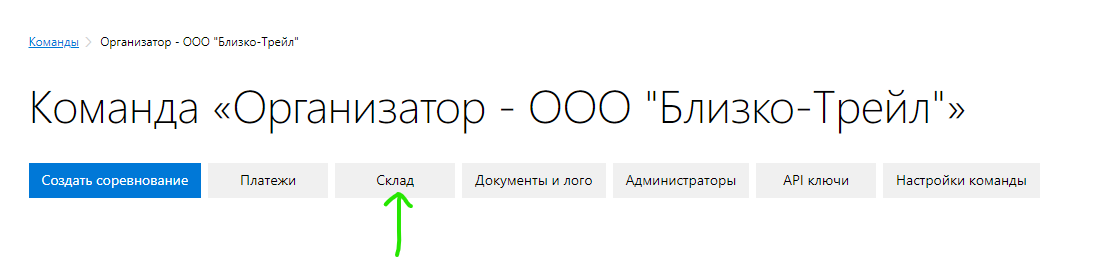 Команды > Организатор - ООО "Близко-Трейл"
Команда «Организатор - ООО "Близко-Трейл"»
Создать соревнование Платежи Склад Документы и лого Администраторы API ключи Настройки команды